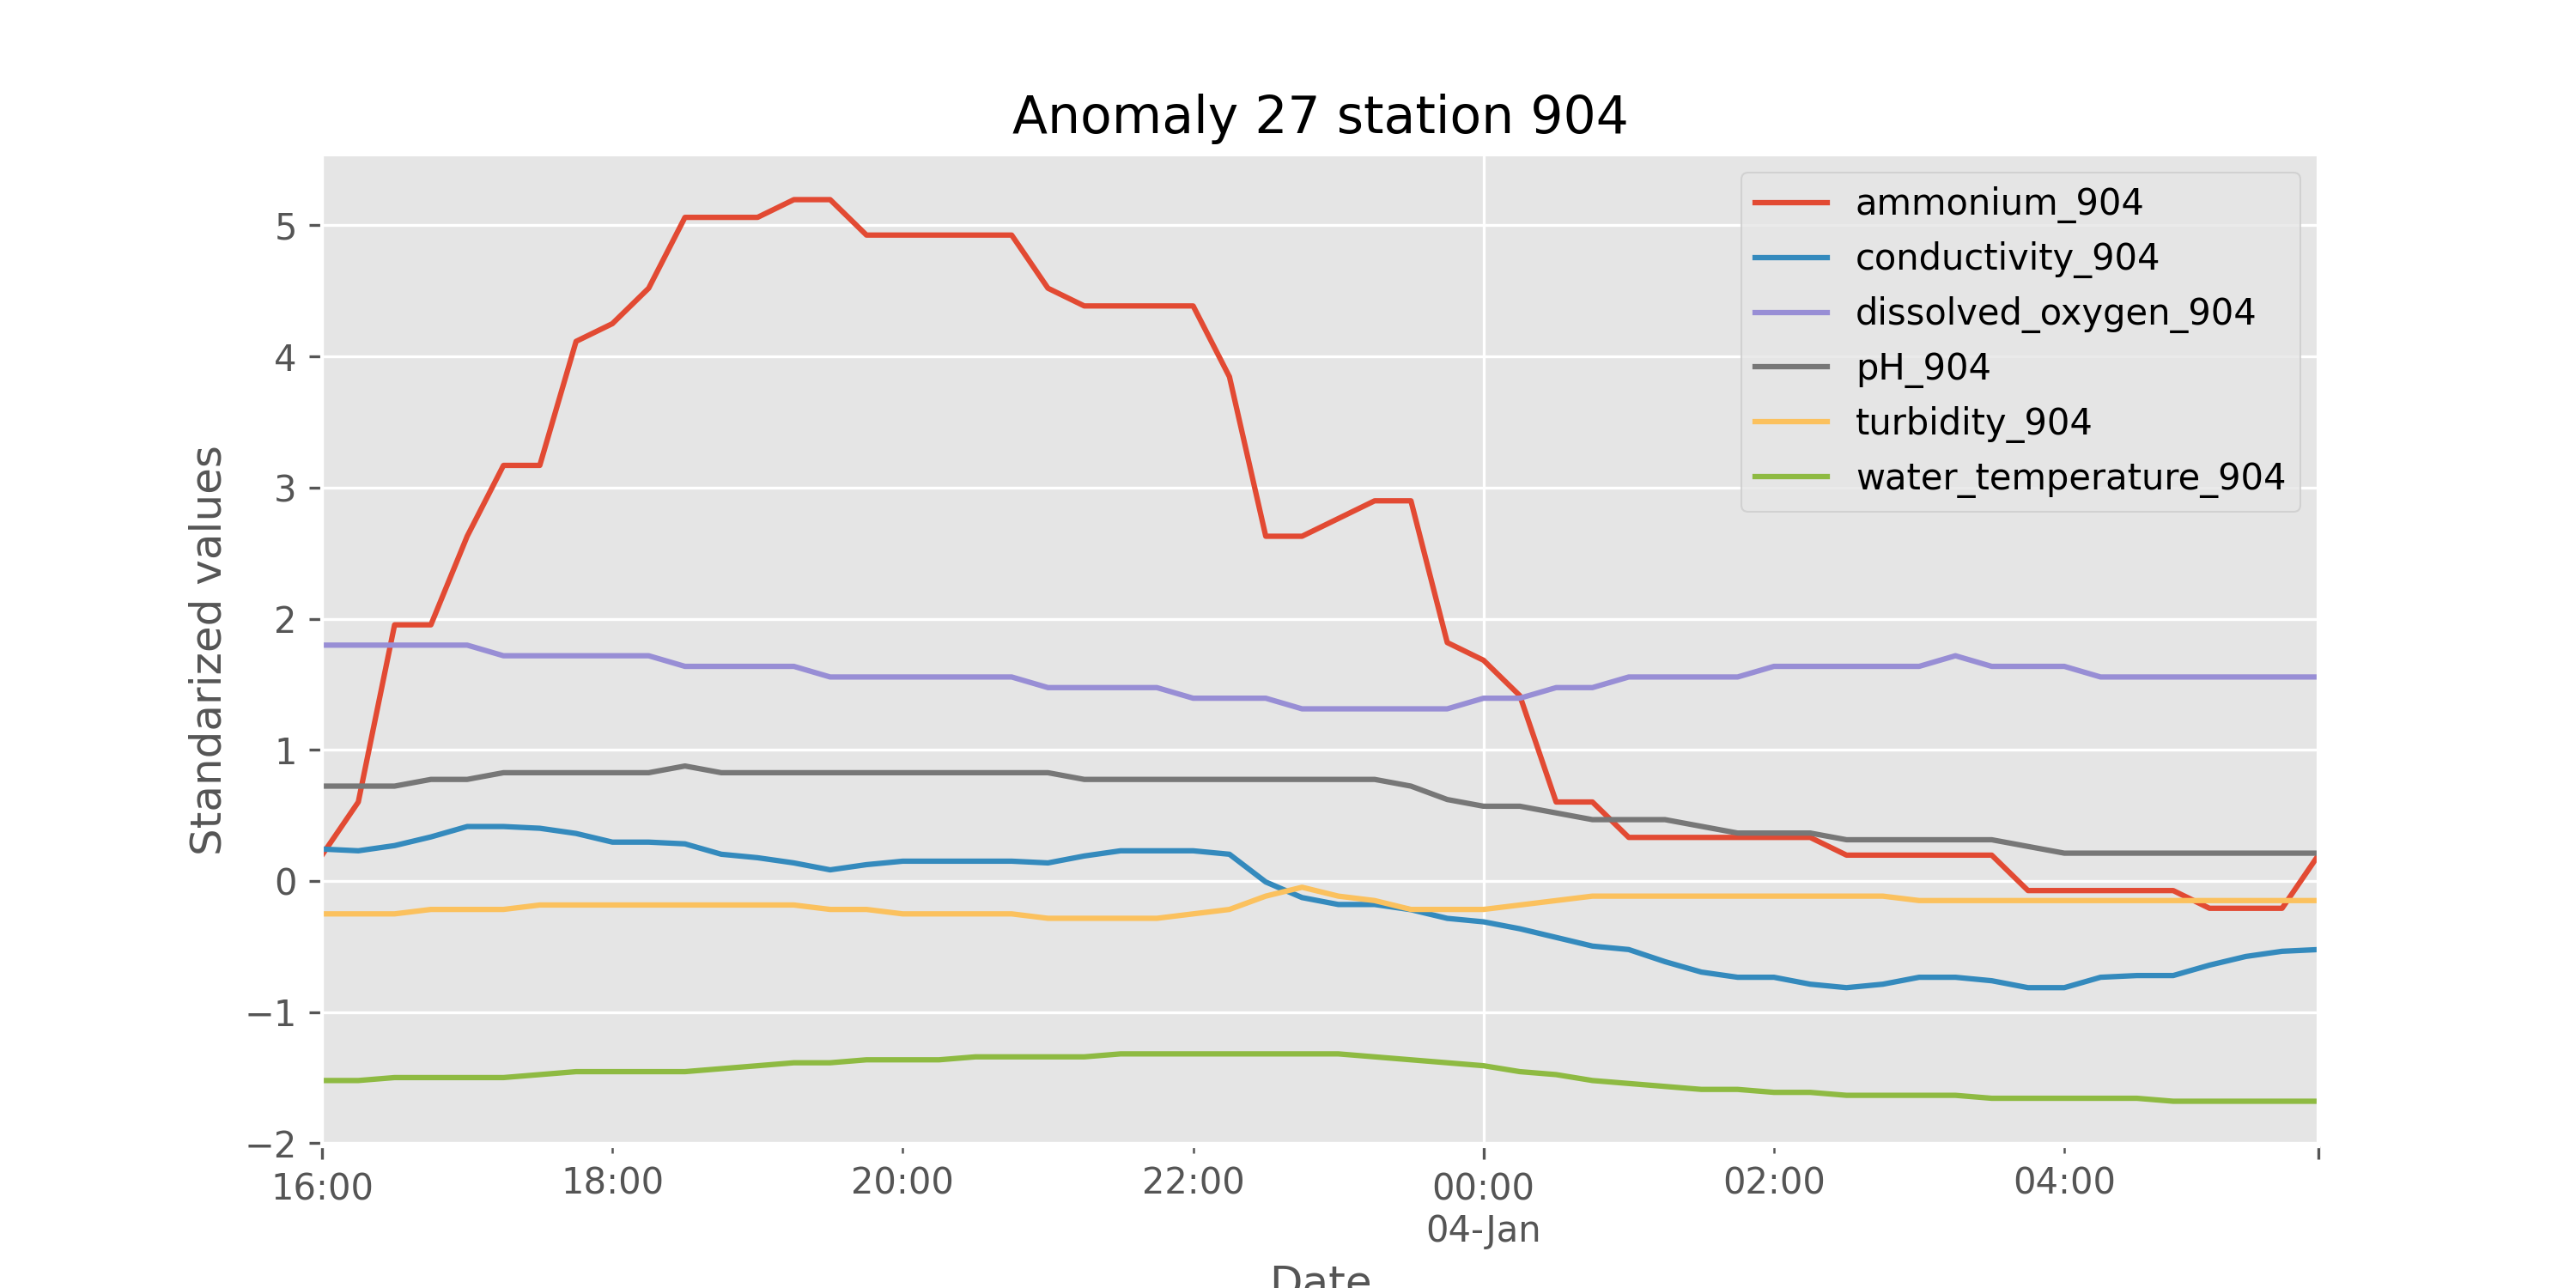 Anomaly 27 station 904
ammonium_904
conductivity_904
dissolved_oxygen_904
pH_904
turbidity_904
water_temperature_904
Standarized values
5
4
3
2
1
0
−1
−2
16:00 18:00 20:00 22:00 00:00 02:00 04:00
04-Jan
Date